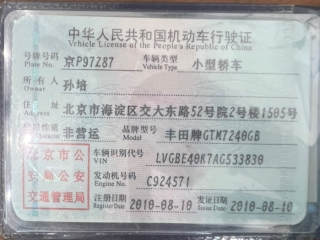 中华人民共和国机动车行驶证
Vehicle License of the People's Republic of China
号牌号码 京P97Z87 车辆类型 小型轿车
Plate No. Vehicle Type
所有人 孙培
Owner
住址 北京市海淀区交大东路52号院2号楼1505号
Address
使用性质 非营运 品牌型号 丰田牌GTM7240GB
北京市公 车辆识别代号 LVGBE40K7AG533830
VIN
安局公安 发动机号码 C924571
Engine No.
交通管理局 注册日期 2010-08-10 发证日期 2010-08-10
Register Date Issue Date